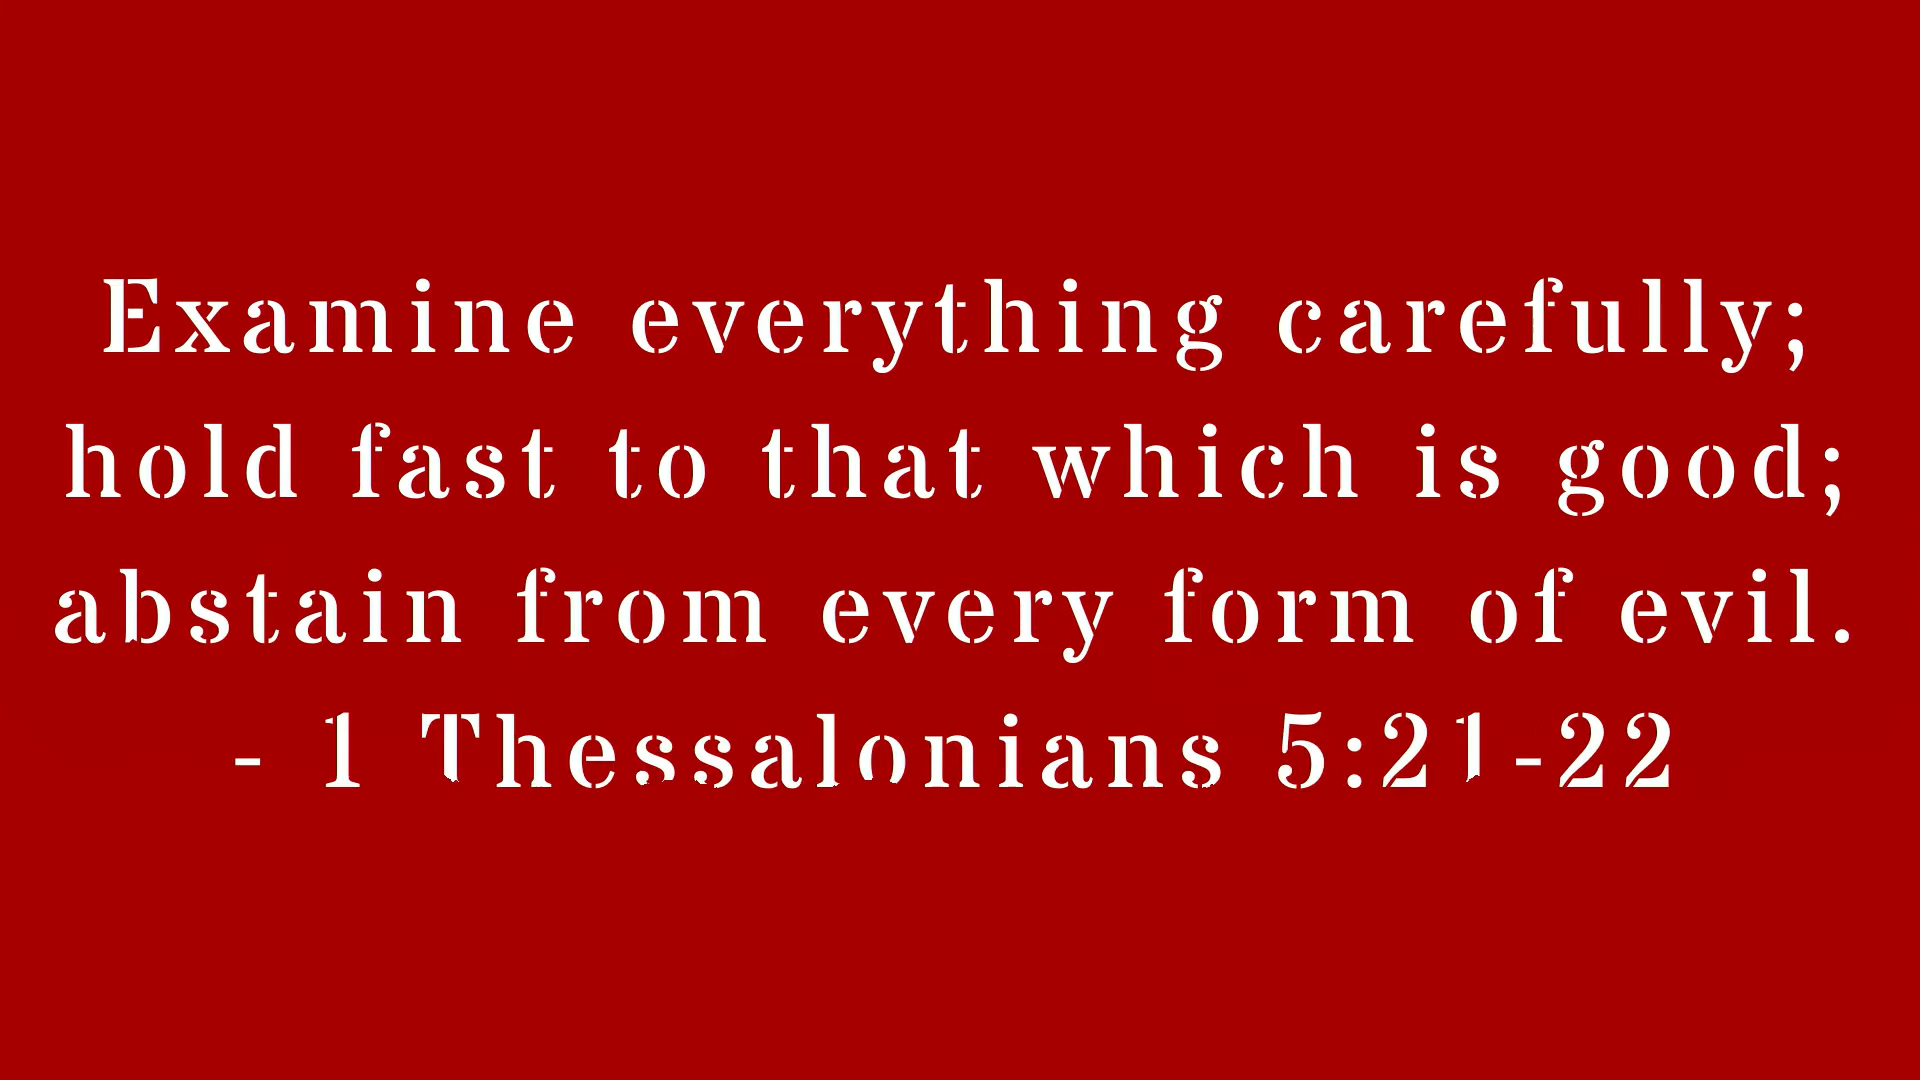 Examine everything carefully;
hold fast to that which is good;
abstain from every form of evil.
- 1 Thessalonians 5:21-22